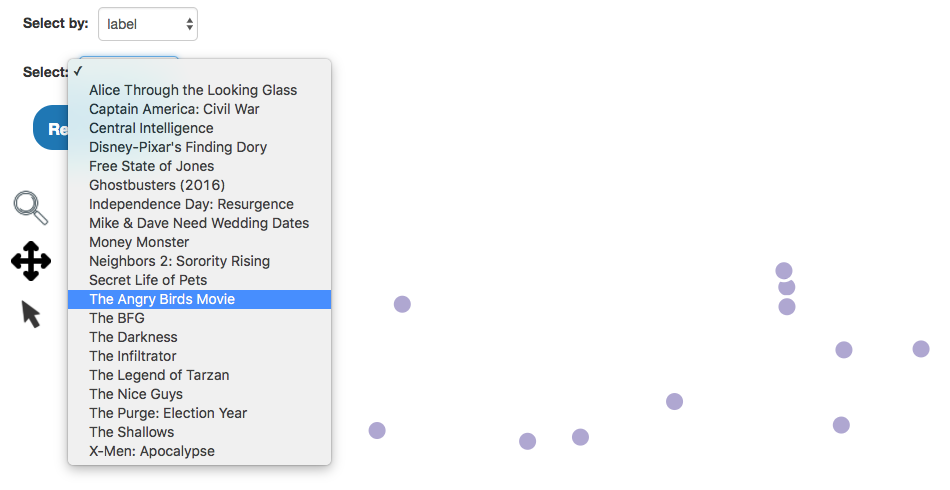 Select by: label
Select: ✓
Alice Through the Looking Glass
Captain America: Civil War
Central Intelligence
Disney-Pixar's Finding Dory
Free State of Jones
Ghostbusters (2016)
Independence Day: Resurgence
Mike & Dave Need Wedding Dates
Money Monster
Neighbors 2: Sorority Rising
Secret Life of Pets
The Angry Birds Movie
The BFG
The Darkness
The Infiltrator
The Legend of Tarzan
The Nice Guys
The Purge: Election Year
The Shallows
X-Men: Apocalypse